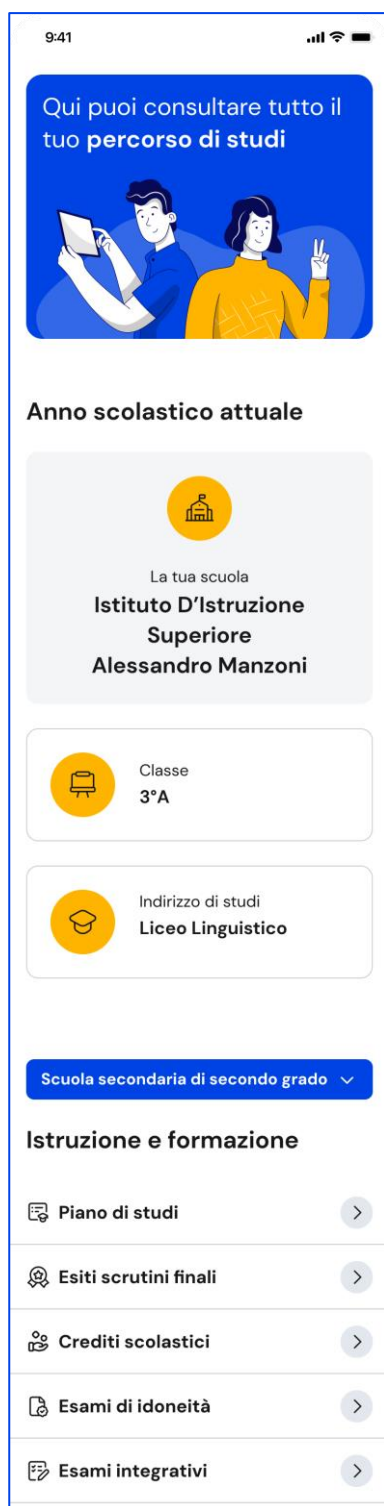 9:41
Qui puoi consultare tutto il
tuo percorso di studi
Anno scolastico attuale
La tua scuola
Istituto D’Istruzione
Superiore
Alessandro Manzoni
Classe
3°A
Indirizzo di studi
Liceo Linguistico
Scuola secondaria di secondo grado
Istruzione e formazione
Piano di studi
Esiti scrutini finali
Crediti scolastici
Esami di idoneità
Esami integrativi